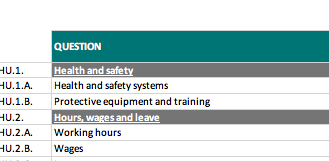 QUESTION
HU.1. Health and safety
HU.1.A. Health and safety systems
HU.1.B. Protective equipment and training
HU.2. Hours, wages and leave
HU.2.A. Working hours
HU.2.B. Wages